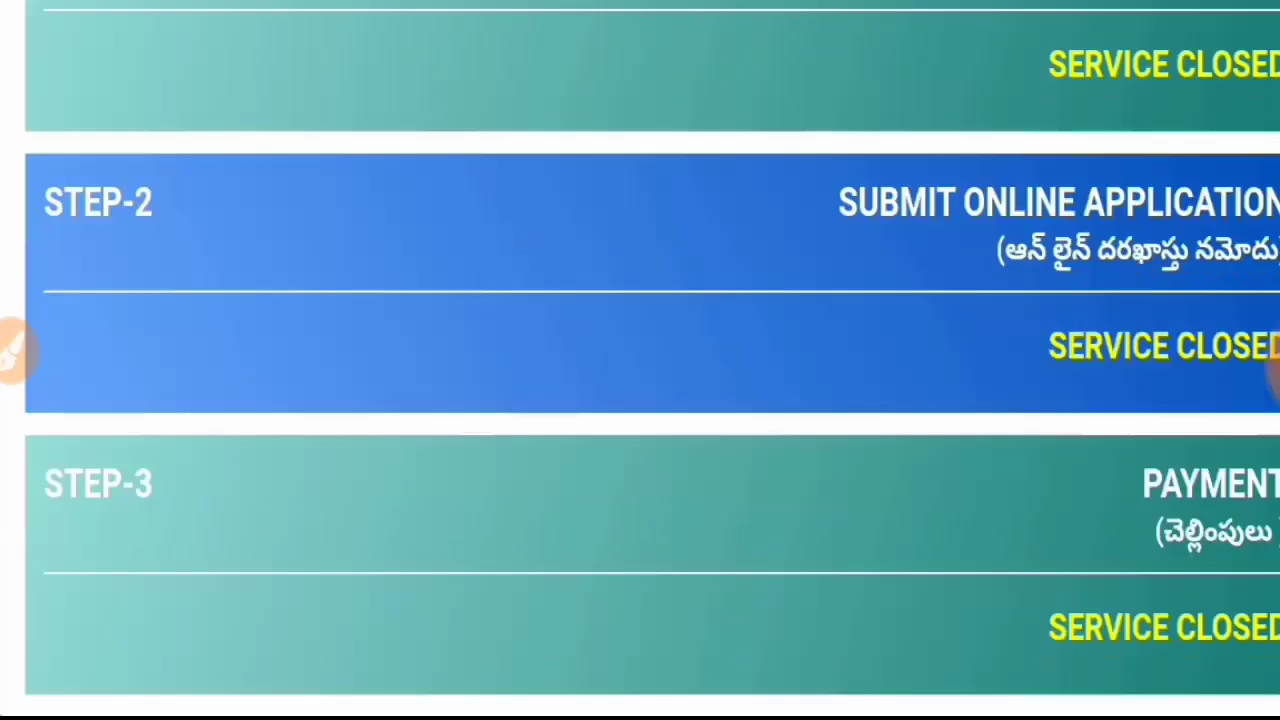 SERVICE CLOSED
STEP-2
SUBMIT ONLINE APPLICATION
(ఆన్ లైన్ దరఖాస్తు నమోదు)
SERVICE CLOSED
STEP-3
PAYMENT
(చెల్లింపులు )
SERVICE CLOSED